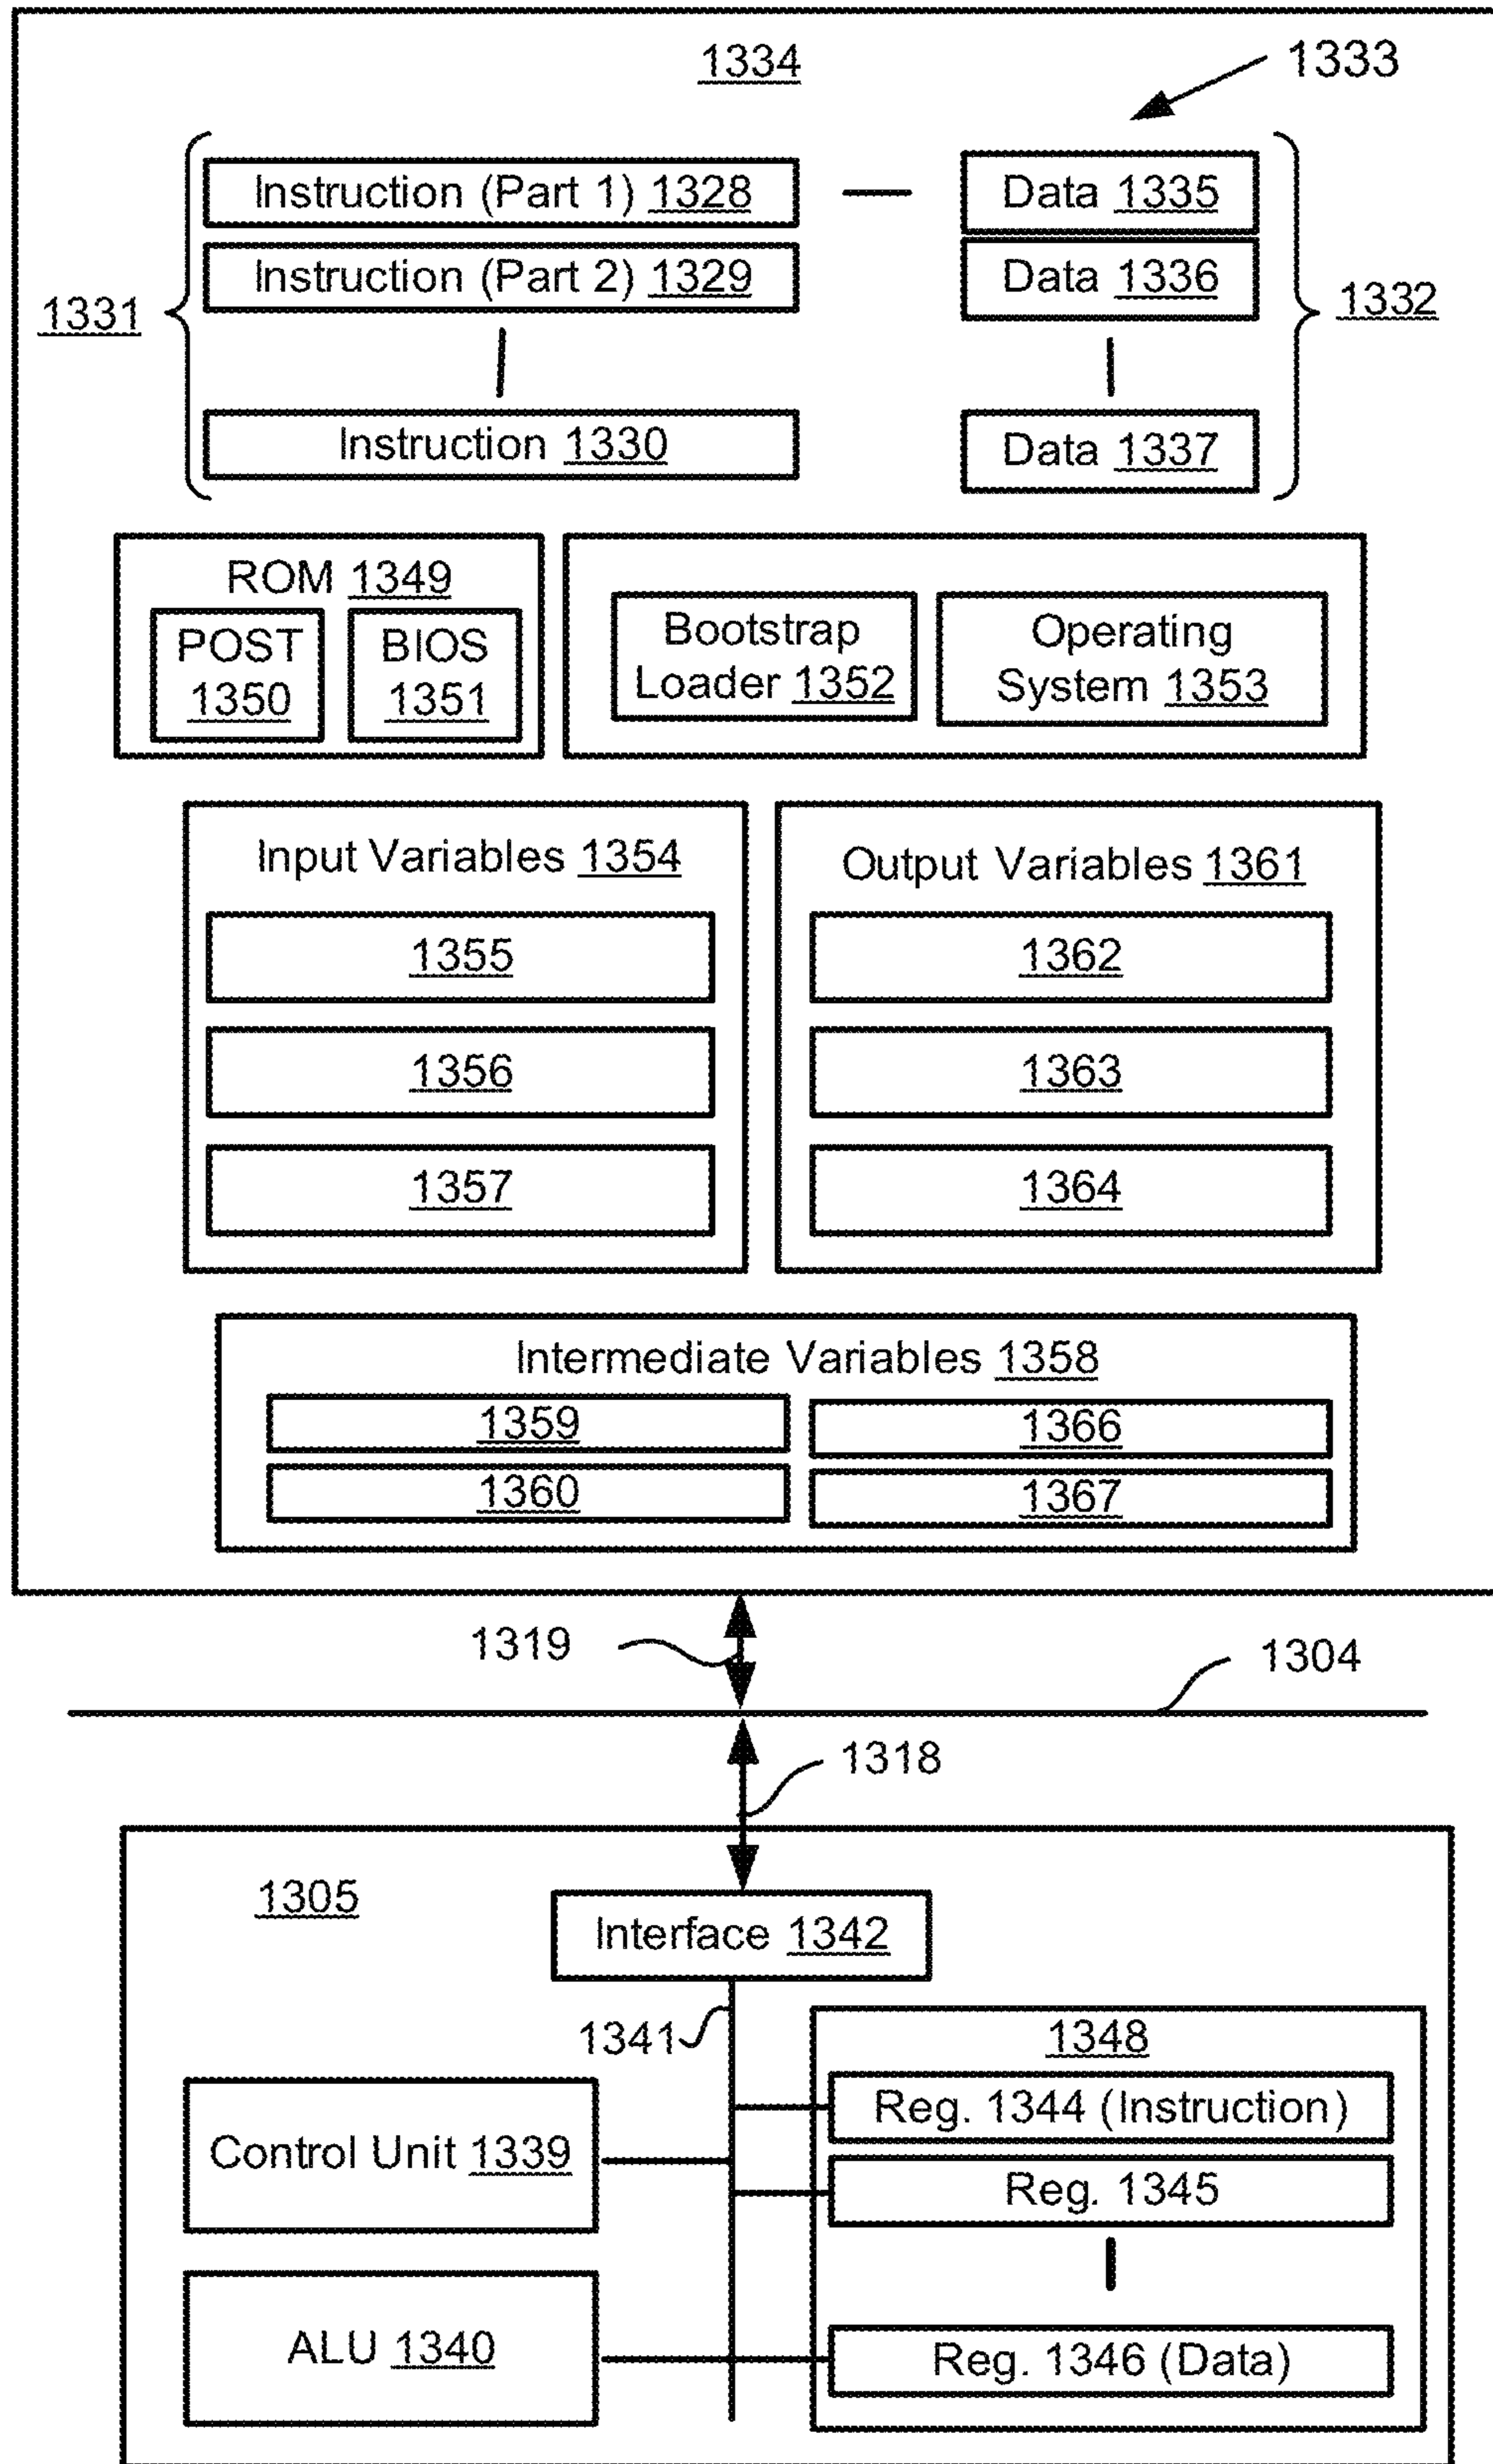 1334
1333
Instruction (Part 1) 1328
Data 1335
Instruction (Part 2) 1329
Data 1336
1331
1332
Instruction 1330
Data 1337
ROM 1349
POST
1350
BIOS
1351
Bootstrap
Loader 1352
Operating
System 1353
Input Variables 1354
1355
1356
1357
Output Variables 1361
1362
1363
1364
Intermediate Variables 1358
1359
1366
1360
1367
1319
1304
1318
1305
Interface 1342
1341
1348
Reg. 1344 (Instruction)
Control Unit 1339
Reg. 1345
ALU 1340
Reg. 1346 (Data)